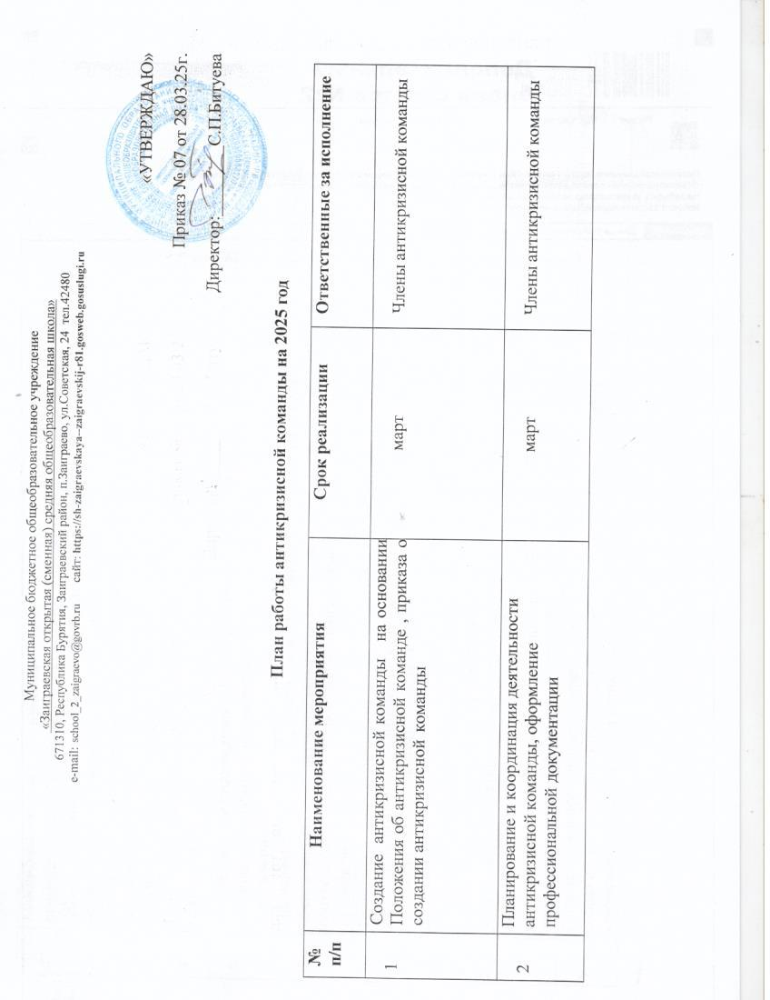 Муниципальное бюджетное общеобразовательное учреждение
«Заиграевская открытая (сменная) средняя общеобразовательная школа»
671310, Республика Бурятия, Заиграевский район, п.Заиграево, ул.Советская, 24 тел.42480
e-mail: school_2_zaigraevo@govrb.ru сайт: https://sh-zaigraevskaya--zaigraevskij-r81.gosweb.gosuslugi.ru
«УТВЕРЖДАЮ»
Приказ № 07 от 28.03.25г.
Директор: С.П.Битуева
План работы антикризисной команды на 2025 год
№ п/п Наименование мероприятия Срок реализации Ответственные за исполнение
1 Создание антикризисной команды на основании март Члены антикризисной команды
Положения об антикризисной команде , приказа о
создании антикризисной команды
2 Планирование и координация деятельности март Члены антикризисной команды
антикризисной команды, оформление
профессиональной документации